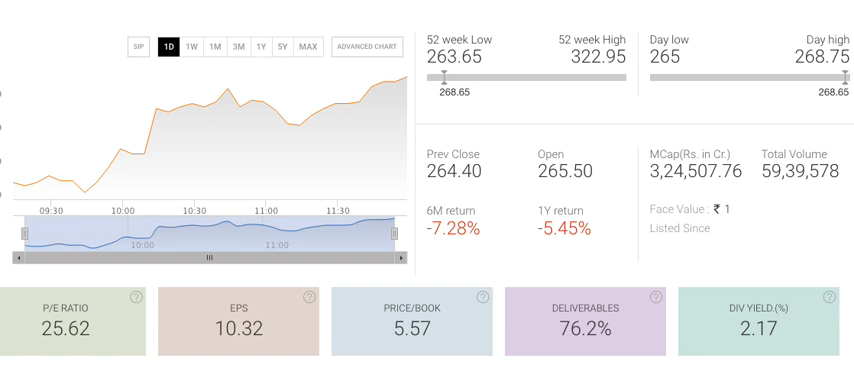 SIP 1D 1W 1M 3M 1Y 5Y MAX ADVANCED CHART
09:30 10:00 10:30 11:00 11:30
10:00 11:00
52 week Low 52 week High
263.65 322.95
268.65
Day low Day high
265 268.75
268.65
Prev Close Open
264.40 265.50
6M return 1Y return
-7.28% -5.45%
MCap(Rs. in Cr.) Total Volume
3,24,507.76 59,39,578
Face Value : ₹ 1
Listed Since
P/E RATIO ?
25.62
EPS ?
10.32
PRICE/BOOK ?
5.57
DELIVERABLES ?
76.2%
DIV YIELD.(%) ?
2.17